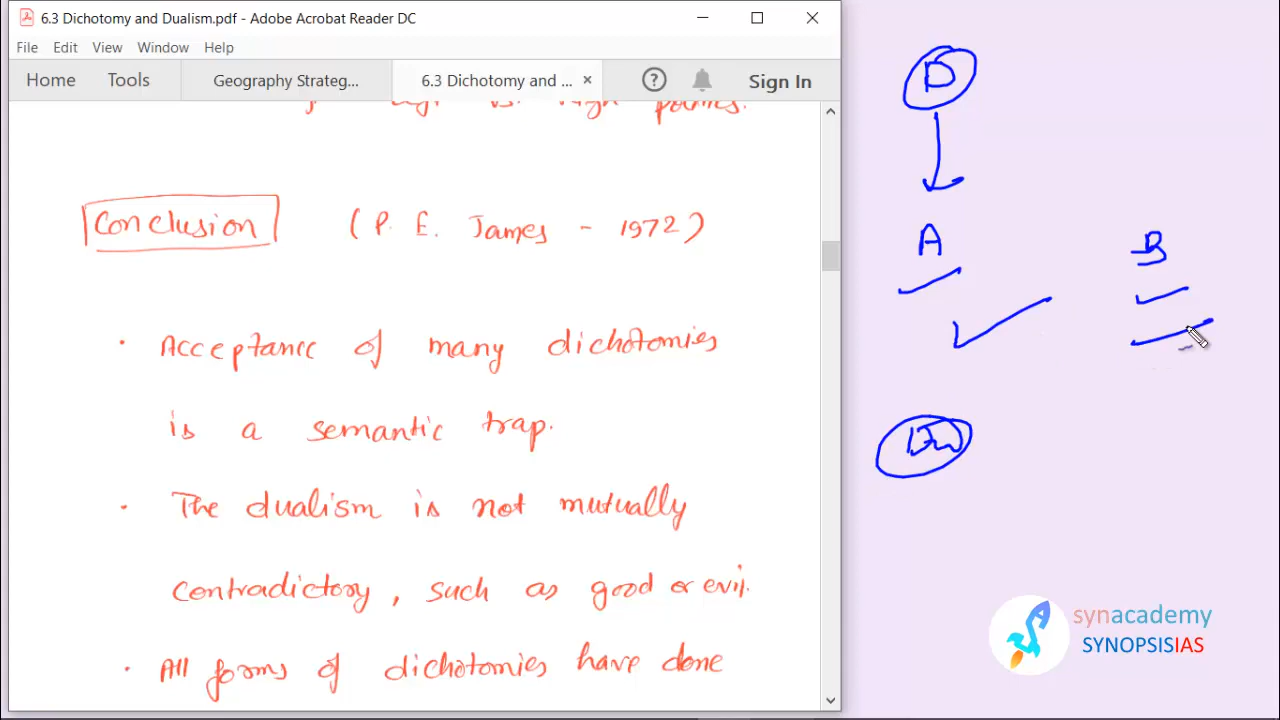 6.3 Dichotomy and Dualism.pdf - Adobe Acrobat Reader DC
File Edit View Window Help
Home Tools Geography Strateg... 6.3 Dichotomy and ... × ? Sign In
Conclusion (P. E. James - 1972)
• Acceptance of many dichotomies
is a semantic trap.
• The dualism is not mutually
contradictory, such as good or evil.
• All forms of dichotomies have done
D
A B
synacademy
SYNOPSISIAS